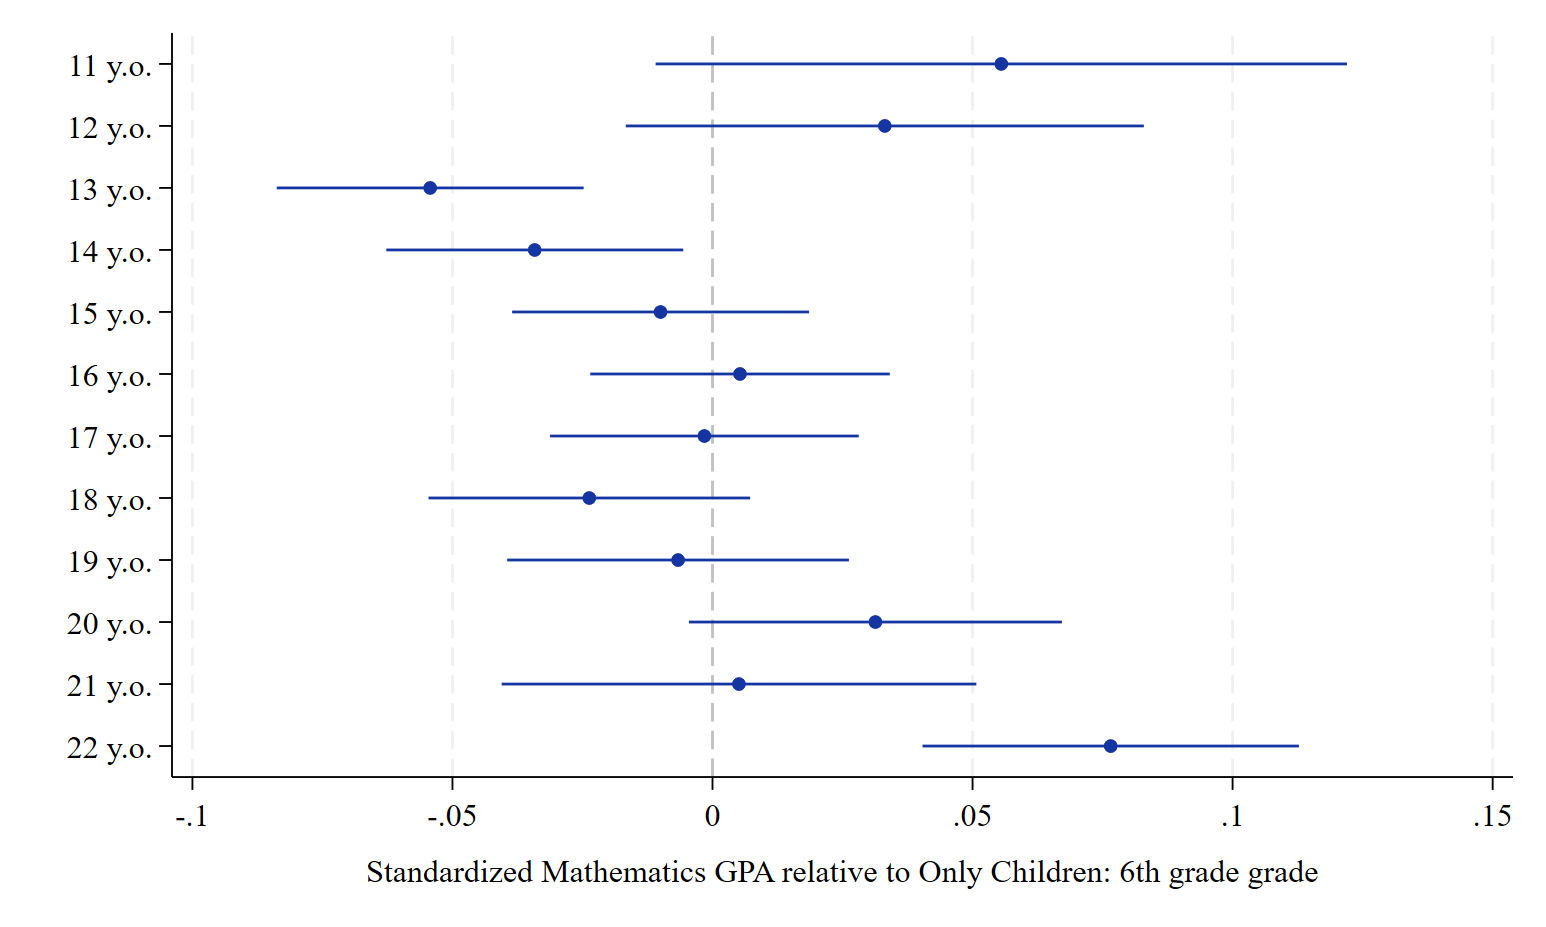 11 y.o.
12 y.o.
13 y.o.
14 y.o.
15 y.o.
16 y.o.
17 y.o.
18 y.o.
19 y.o.
20 y.o.
21 y.o.
22 y.o.
-.1 -.05 0 .05 .1 .15
Standardized Mathematics GPA relative to Only Children: 6th grade grade